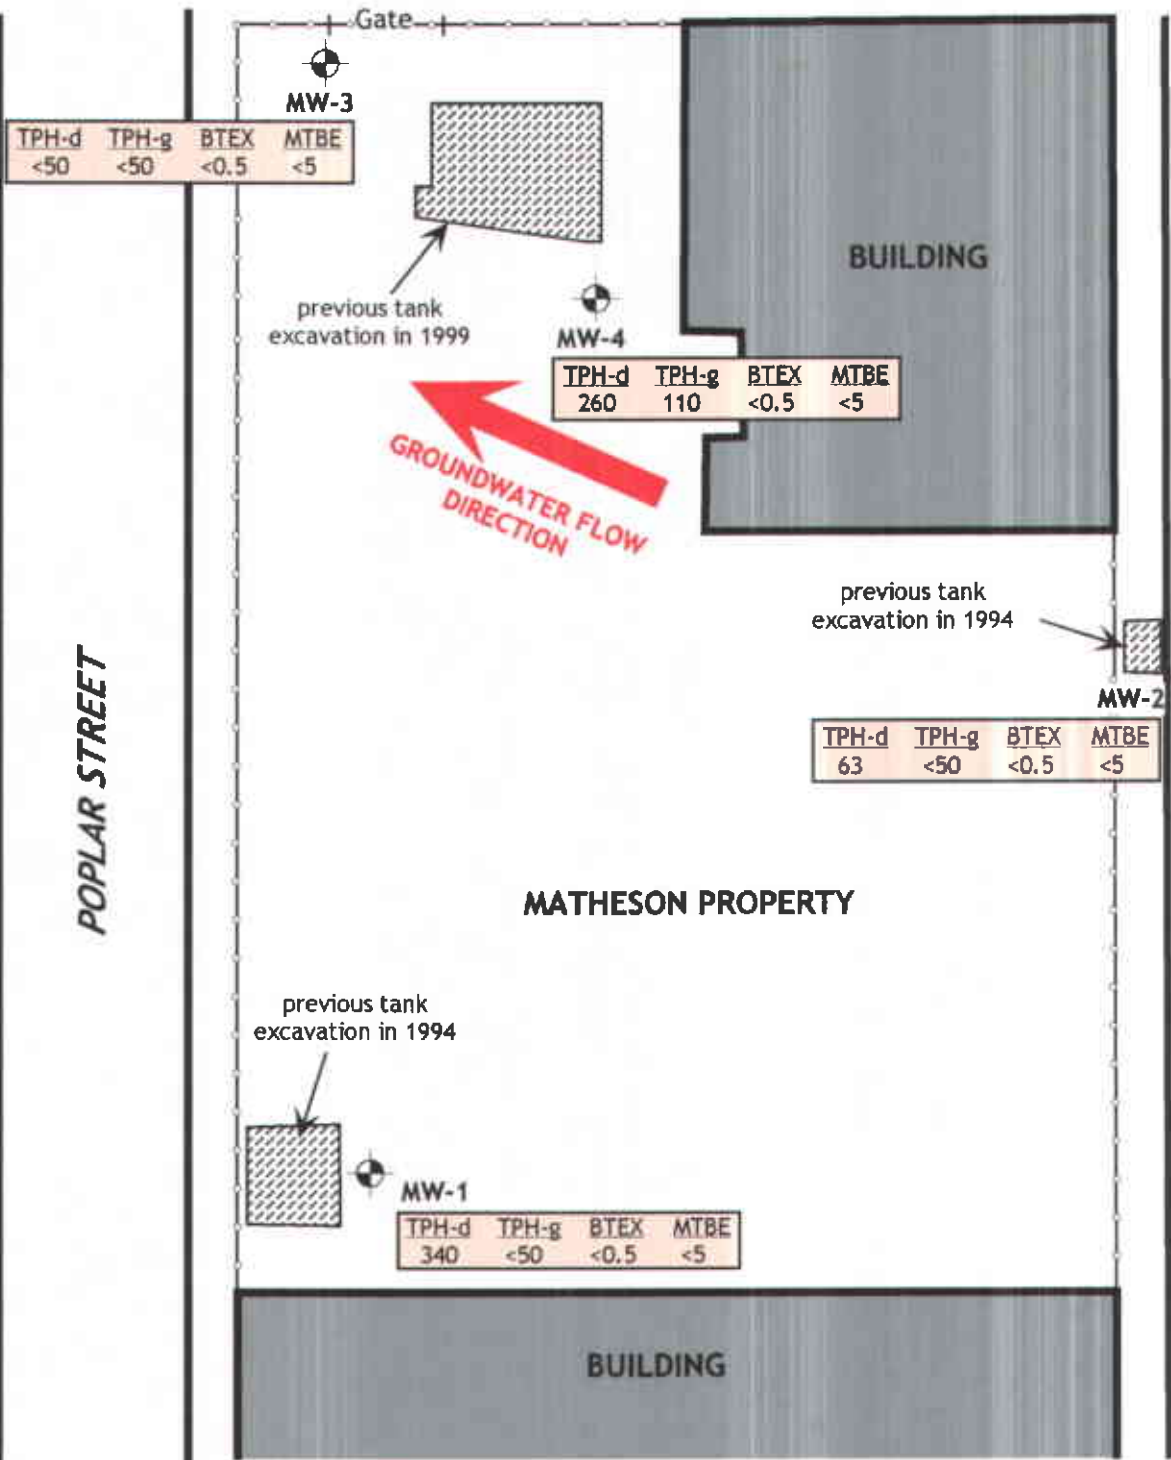 Gate
MW-3
TPH-d TPH-g BTEX MTBE
<50 <50 <0.5 <5
BUILDING
previous tank
excavation in 1999
MW-4
TPH-d TPH-g BTEX MTBE
260 110 <0.5 <5
GROUNDWATER FLOW
DIRECTION
previous tank
excavation in 1994
MW-2
TPH-d TPH-g BTEX MTBE
63 <50 <0.5 <5
POPLAR STREET
MATHESON PROPERTY
previous tank
excavation in 1994
MW-1
TPH-d TPH-g BTEX MTBE
340 <50 <0.5 <5
BUILDING